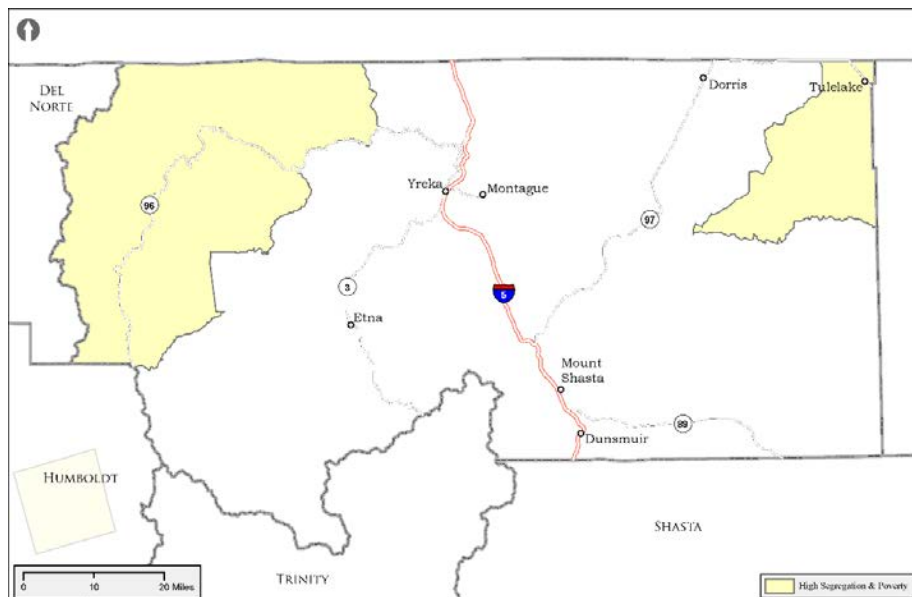 DEL
NORTE
Dorris
Tulelake
Yreka
Montague
96
97
3
5
Etna
Mount
Shasta
89
Dunsmuir
HUMBOLDT
SHASTA
TRINITY
0 10 20 Miles
High Segregation & Poverty